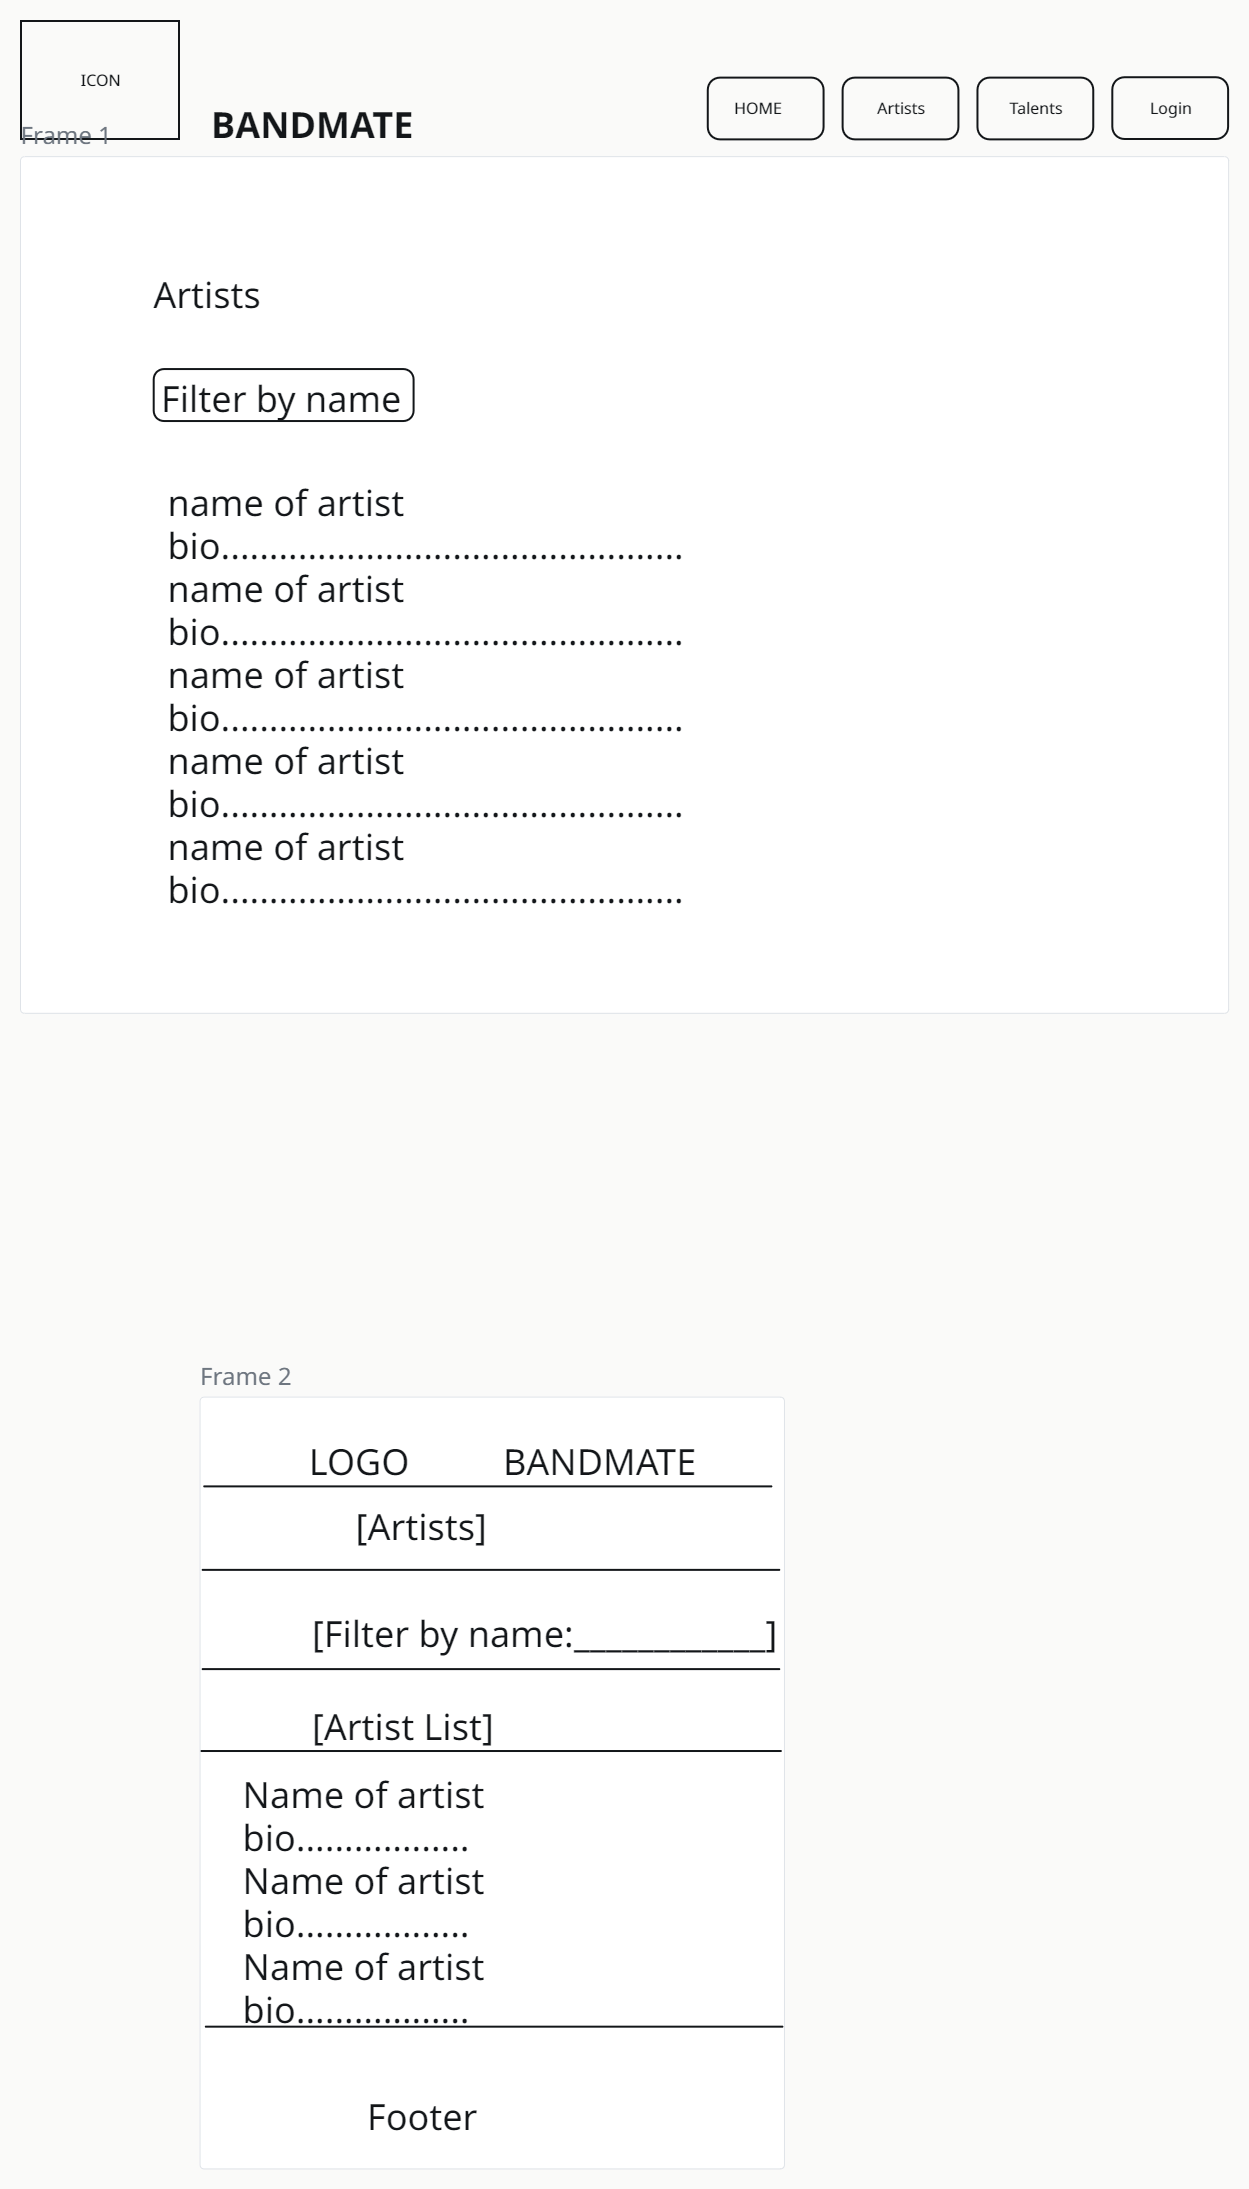 ICON
Frame 1
BANDMATE
HOME
Artists
Talents
Login
Artists
Filter by name
name of artist
bio................................................
name of artist
bio................................................
name of artist
bio................................................
name of artist
bio................................................
name of artist
bio................................................
Frame 2
LOGO BANDMATE
[Artists]
[Filter by name:____________]
[Artist List]
Name of artist
bio..................
Name of artist
bio..................
Name of artist
bio..................
Footer